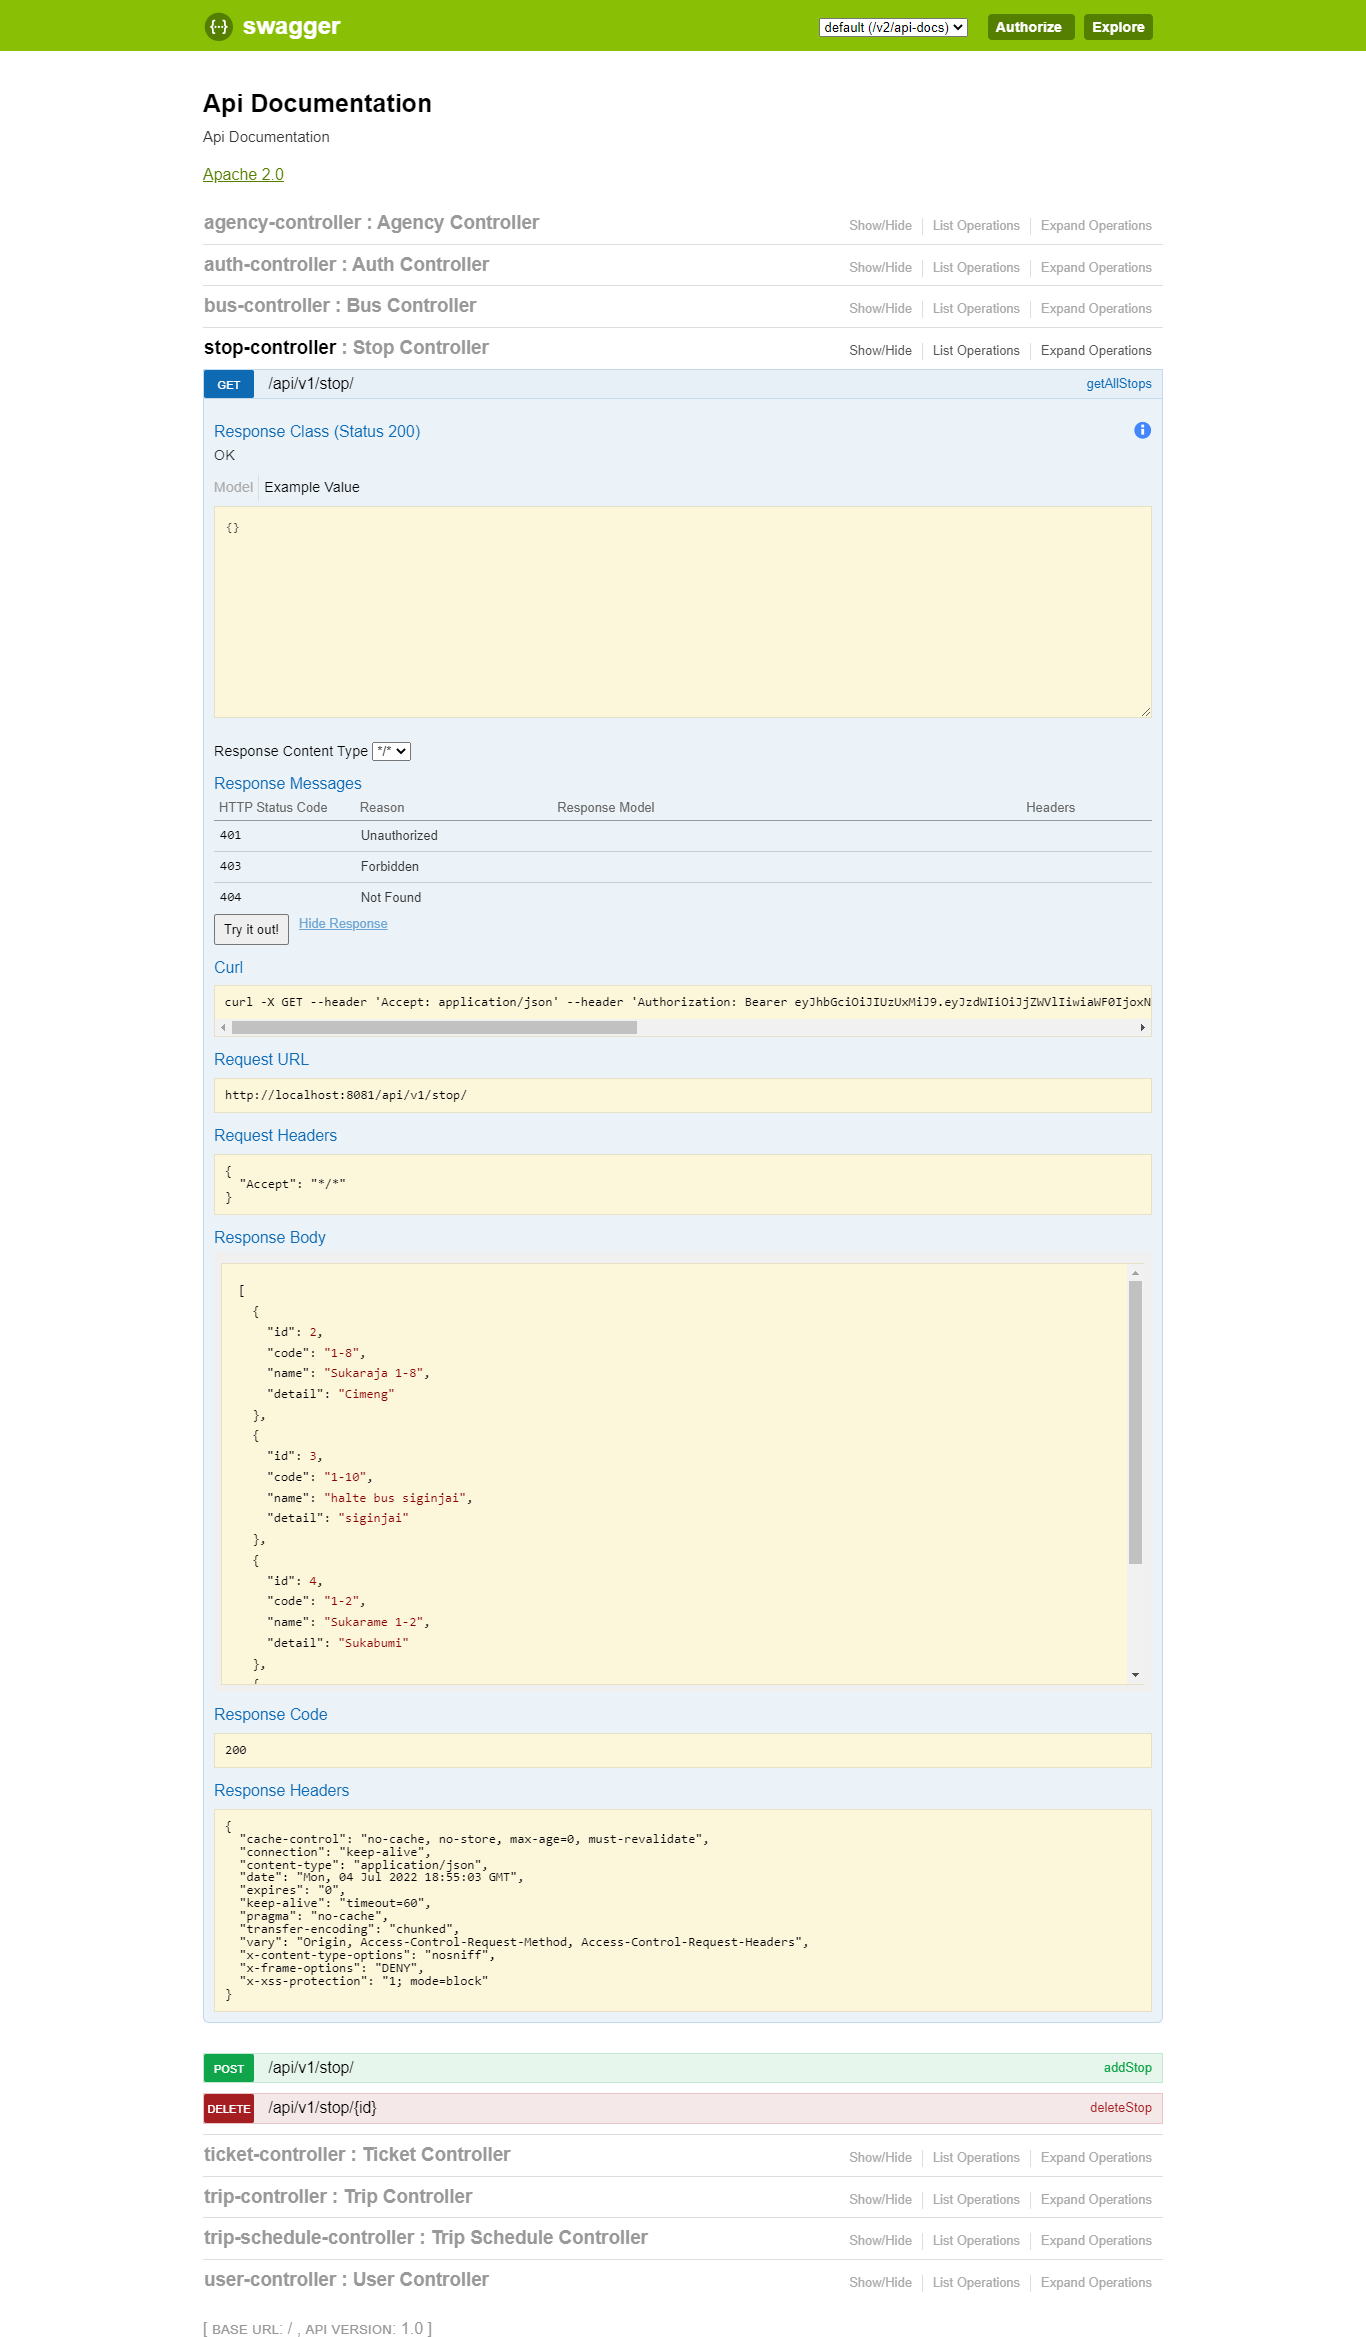 swagger
default (/v2/api-docs)
Authorize
Explore
Api Documentation
Api Documentation
Apache 2.0
agency-controller : Agency Controller
Show/Hide
List Operations
Expand Operations
auth-controller : Auth Controller
Show/Hide
List Operations
Expand Operations
bus-controller : Bus Controller
Show/Hide
List Operations
Expand Operations
stop-controller : Stop Controller
Show/Hide
List Operations
Expand Operations
GET /api/v1/stop/
getAllStops
Response Class (Status 200)
OK
Model
Example Value
{}
Response Content Type */*
Response Messages
HTTP Status Code Reason Response Model Headers
401 Unauthorized
403 Forbidden
404 Not Found
Try it out!
Hide Response
Curl
curl -X GET --header 'Accept: application/json' --header 'Authorization: Bearer eyJhbGciOiJIUzUxMiJ9.eyJzdWIiOiJjZWVlIiwiaWF0IjoxN
Request URL
http://localhost:8081/api/v1/stop/
Request Headers
{
"Accept": "*/*"
}
Response Body
[
{
"id": 2,
"code": "1-8",
"name": "Sukaraja 1-8",
"detail": "Cimeng"
},
{
"id": 3,
"code": "1-10",
"name": "halte bus siginjai",
"detail": "siginjai"
},
{
"id": 4,
"code": "1-2",
"name": "Sukarame 1-2",
"detail": "Sukabumi"
},
{
Response Code
200
Response Headers
{
"cache-control": "no-cache, no-store, max-age=0, must-revalidate",
"connection": "keep-alive",
"content-type": "application/json",
"date": "Mon, 04 Jul 2022 18:55:03 GMT",
"expires": "0",
"keep-alive": "timeout=60",
"pragma": "no-cache",
"transfer-encoding": "chunked",
"vary": "Origin, Access-Control-Request-Method, Access-Control-Request-Headers",
"x-content-type-options": "nosniff",
"x-frame-options": "DENY",
"x-xss-protection": "1; mode=block"
}
POST /api/v1/stop/
addStop
DELETE /api/v1/stop/{id}
deleteStop
ticket-controller : Ticket Controller
Show/Hide
List Operations
Expand Operations
trip-controller : Trip Controller
Show/Hide
List Operations
Expand Operations
trip-schedule-controller : Trip Schedule Controller
Show/Hide
List Operations
Expand Operations
user-controller : User Controller
Show/Hide
List Operations
Expand Operations
[ BASE URL: / , API VERSION: 1.0 ]